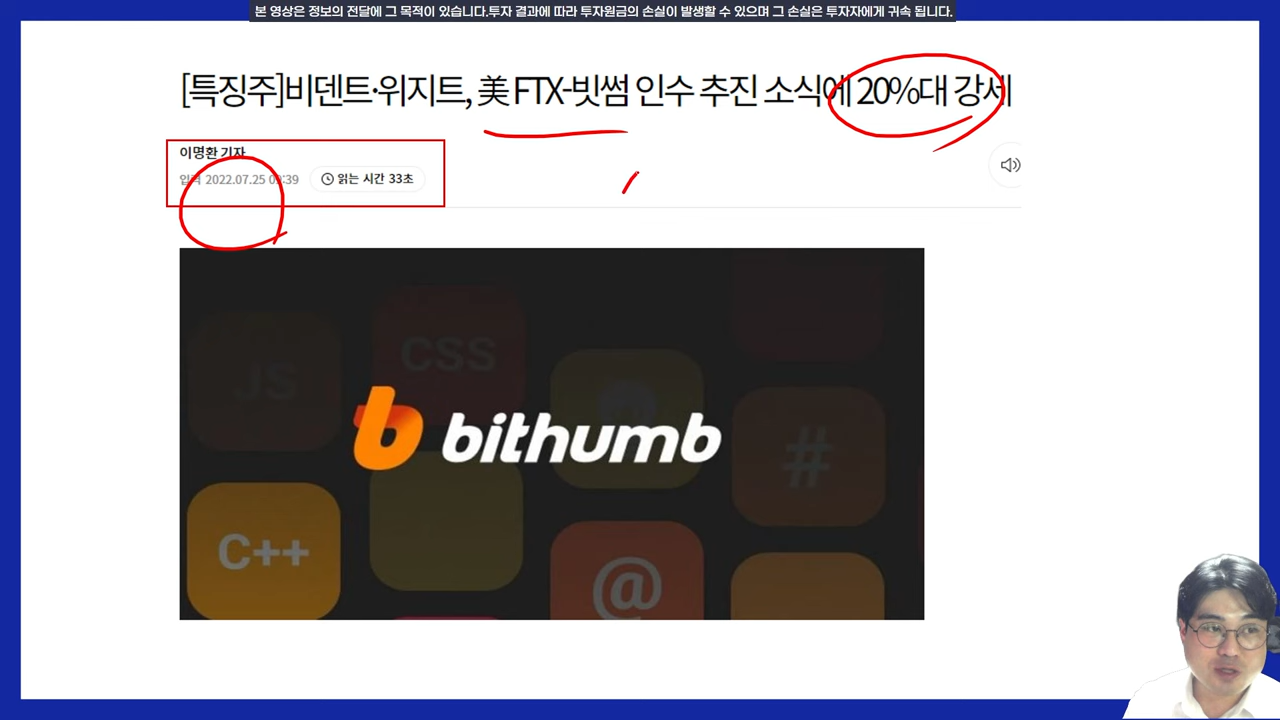 본 영상은 정보의 전달에 그 목적이 있습니다.투자 결과에 따라 투자원금의 손실이 발생할 수 있으며 그 손실은 투자자에게 귀속 됩니다.
[특징주]비덴트·위지트, 美 FTX-빗썸 인수 추진 소식에 20%대 강세
이명환 기자
입력 2022.07.25 09:39 읽는 시간 33초
JS
CSS
bithumb
#
C++
@